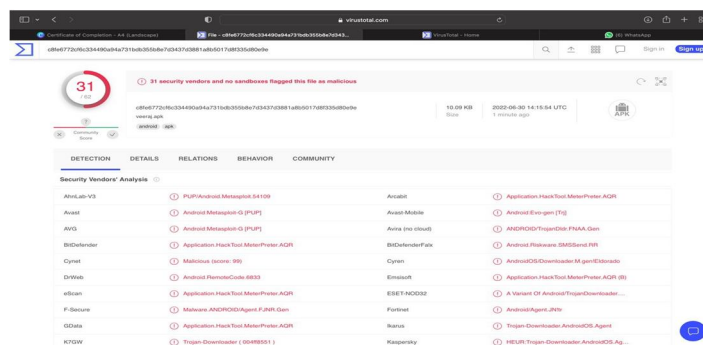 virustotal.com
Certificate of Completion - A4 (Landscape)
File - c8fe6772cf6c334490a94a731bdb355b8e7d343...
VirusTotal - Home
(6) WhatsApp
c8fe6772cf6c334490a94a731bdb355b8e7d3437d3881a8b5017d8f335d80e9e
Sign in
Sign up
31
/ 62
?
Community
Score
31 security vendors and no sandboxes flagged this file as malicious
c8fe6772cf6c334490a94a731bdb355b8e7d3437d3881a8b5017d8f335d80e9e
veeraj.apk
android apk
10.09 KB
Size
2022-06-30 14:15:54 UTC
1 minute ago
APK
DETECTION DETAILS RELATIONS BEHAVIOR COMMUNITY
Security Vendors' Analysis
AhnLab-V3 PUP/Android.Metasploit.54109 Arcabit Application.HackTool.MeterPreter.AQR
Avast Android:Metasploit-G [PUP] Avast-Mobile Android:Evo-gen [Trj]
AVG Android:Metasploit-G [PUP] Avira (no cloud) ANDROID/TrojanDldr.FNAA.Gen
BitDefender Application.HackTool.MeterPreter.AQR BitDefenderFalx Android.Riskware.SMSSend.RR
Cynet Malicious (score: 99) Cyren AndroidOS/Downloader.M.gen!Eldorado
DrWeb Android.RemoteCode.6833 Emsisoft Application.HackTool.MeterPreter.AQR (B)
eScan Application.HackTool.MeterPreter.AQR ESET-NOD32 A Variant Of Android/TrojanDownloader....
F-Secure Malware.ANDROID/Agent.FJNR.Gen Fortinet Android/Agent.JN!tr
GData Application.HackTool.MeterPreter.AQR Ikarus Trojan-Downloader.AndroidOS.Agent
K7GW Trojan-Downloader ( 004ff8551 ) Kaspersky HEUR:Trojan-Downloader.AndroidOS.Ag...